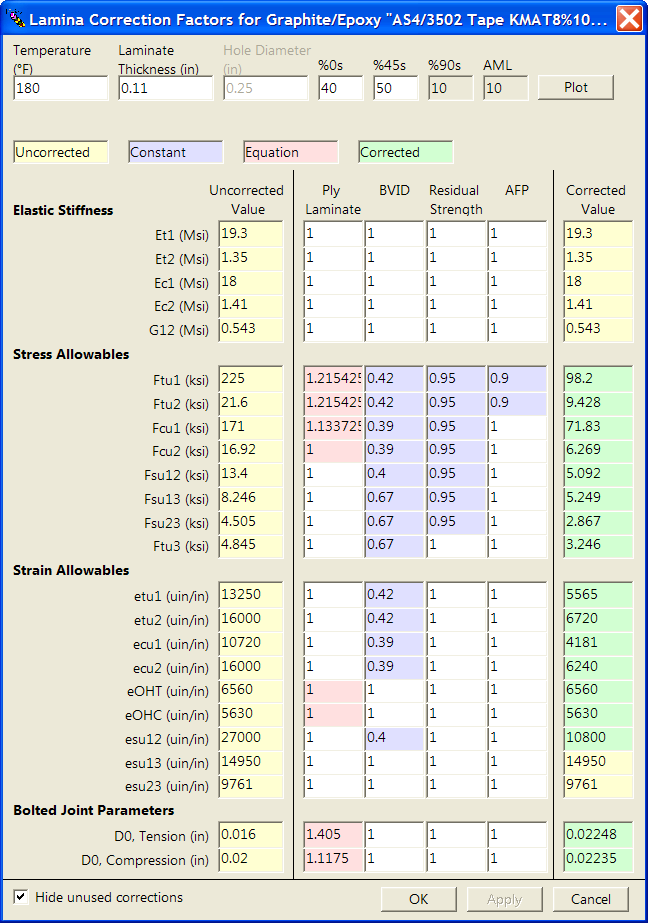 Lamina Correction Factors for Graphite/Epoxy "AS4/3502 Tape KMAT8%10...
Temperature (°F) Laminate Thickness (in) Hole Diameter (in) %0s %45s %90s AML
180 0.11 0.25 40 50 10 10 Plot
Uncorrected Constant Equation Corrected
Uncorrected Value Ply Laminate BVID Residual Strength AFP Corrected Value
Elastic Stiffness
Et1 (Msi) 19.3 1 1 1 1 19.3
Et2 (Msi) 1.35 1 1 1 1 1.35
Ec1 (Msi) 18 1 1 1 1 18
Ec2 (Msi) 1.41 1 1 1 1 1.41
G12 (Msi) 0.543 1 1 1 1 0.543
Stress Allowables
Ftu1 (ksi) 225 1.215425 0.42 0.95 0.9 98.2
Ftu2 (ksi) 21.6 1.215425 0.42 0.95 0.9 9.428
Fcu1 (ksi) 171 1.133725 0.39 0.95 1 71.83
Fcu2 (ksi) 16.92 1 0.39 0.95 1 6.269
Fsu12 (ksi) 13.4 1 0.4 0.95 1 5.092
Fsu13 (ksi) 8.246 1 0.67 0.95 1 5.249
Fsu23 (ksi) 4.505 1 0.67 0.95 1 2.867
Ftu3 (ksi) 4.845 1 0.67 1 1 3.246
Strain Allowables
etu1 (uin/in) 13250 1 0.42 1 1 5565
etu2 (uin/in) 16000 1 0.42 1 1 6720
ecu1 (uin/in) 10720 1 0.39 1 1 4181
ecu2 (uin/in) 16000 1 0.39 1 1 6240
eOHT (uin/in) 6560 1 1 1 1 6560
eOHC (uin/in) 5630 1 1 1 1 5630
esu12 (uin/in) 27000 1 0.4 1 1 10800
esu13 (uin/in) 14950 1 1 1 1 14950
esu23 (uin/in) 9761 1 1 1 1 9761
Bolted Joint Parameters
D0, Tension (in) 0.016 1.405 1 1 1 0.02248
D0, Compression (in) 0.02 1.1175 1 1 1 0.02235
Hide unused corrections OK Apply Cancel